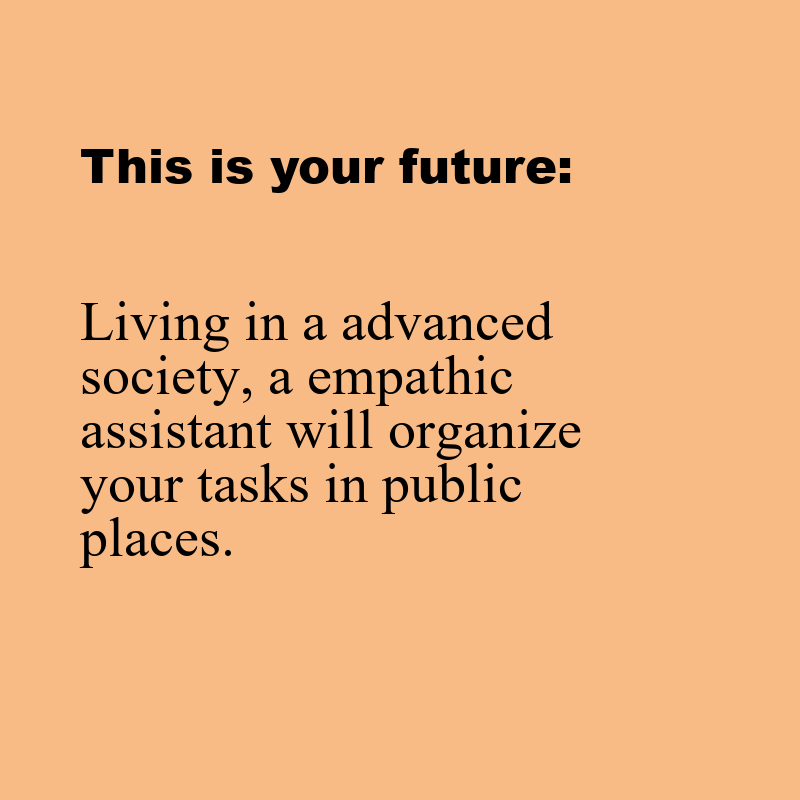 This is your future:
Living in a advanced
society, a empathic
assistant will organize
your tasks in public
places.